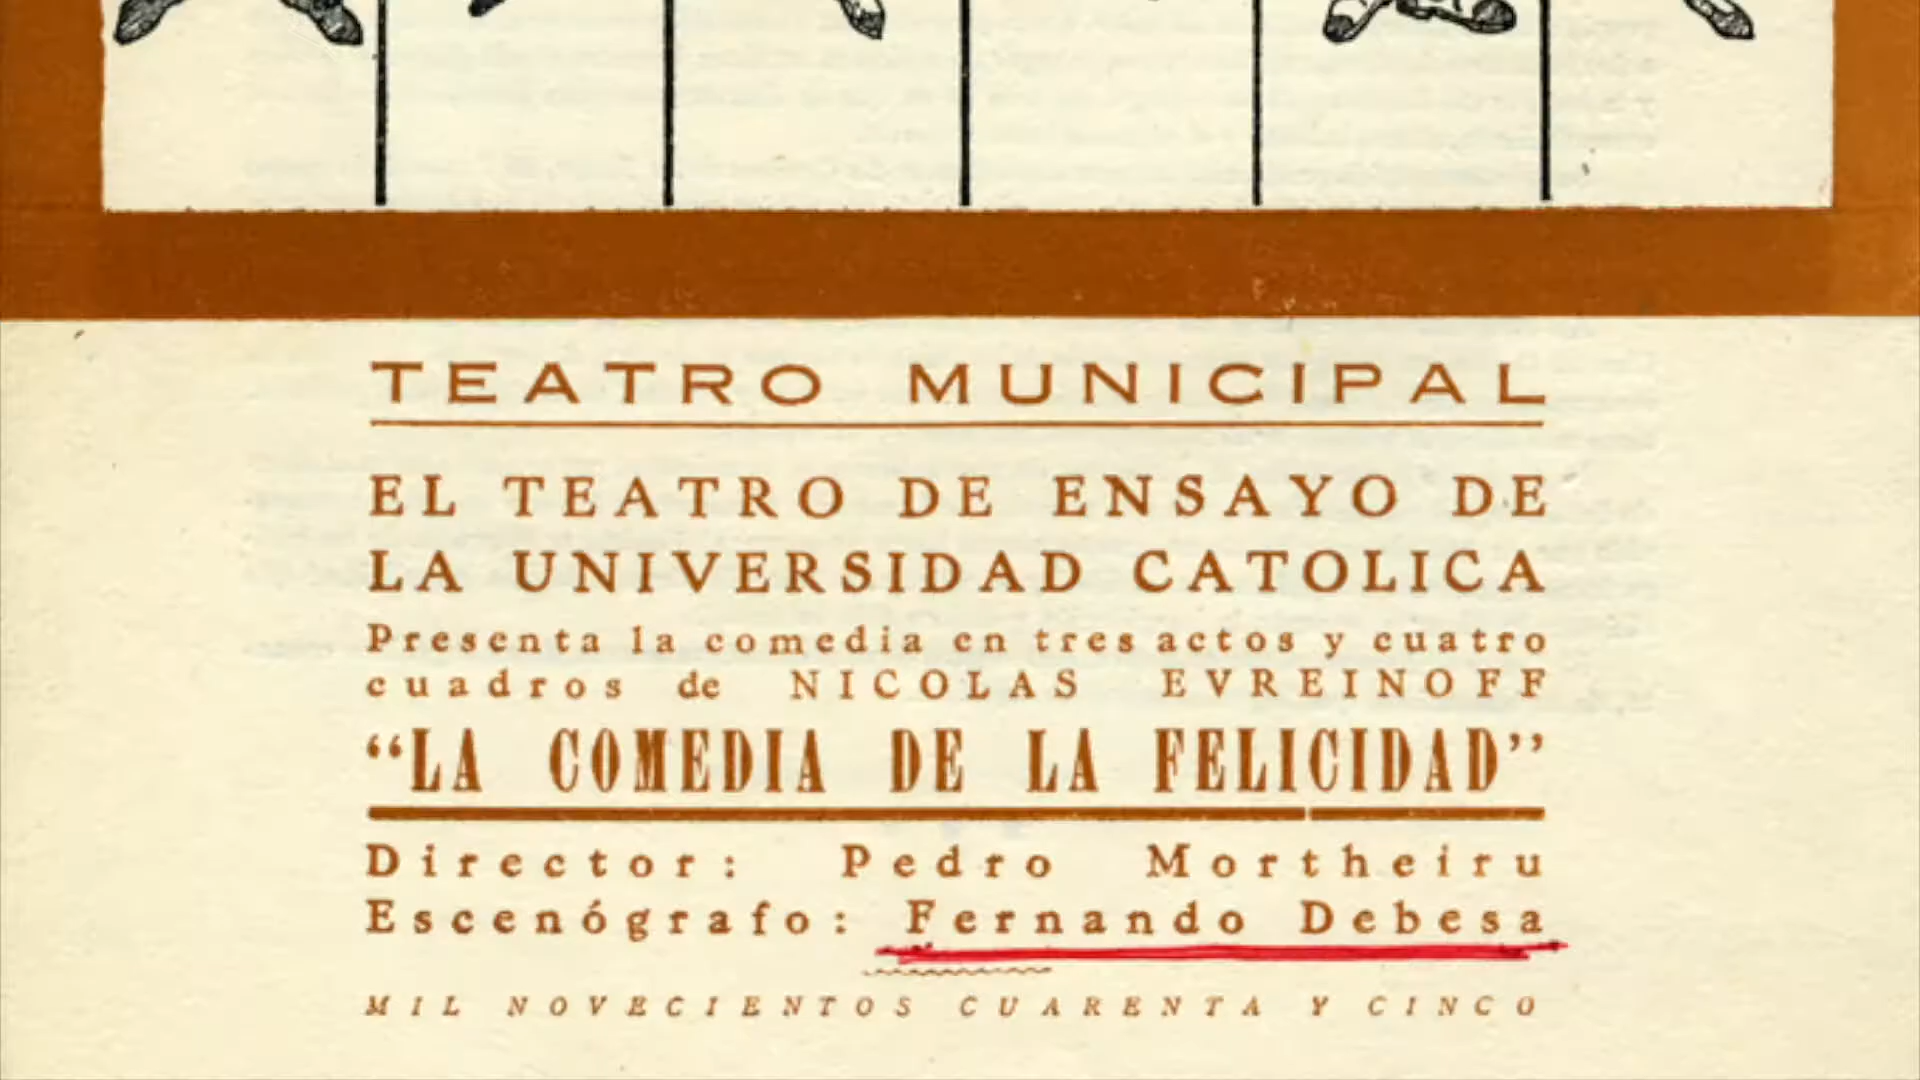 TEATRO MUNICIPAL
EL TEATRO DE ENSAYO DE
LA UNIVERSIDAD CATOLICA
Presenta la comedia en tres actos y cuatro
cuadros de NICOLAS EVREINOFF
“LA COMEDIA DE LA FELICIDAD”
Director: Pedro Mortheiru
Escenógrafo: Fernando Debesa
MIL NOVECIENTOS CUARENTA Y CINCO